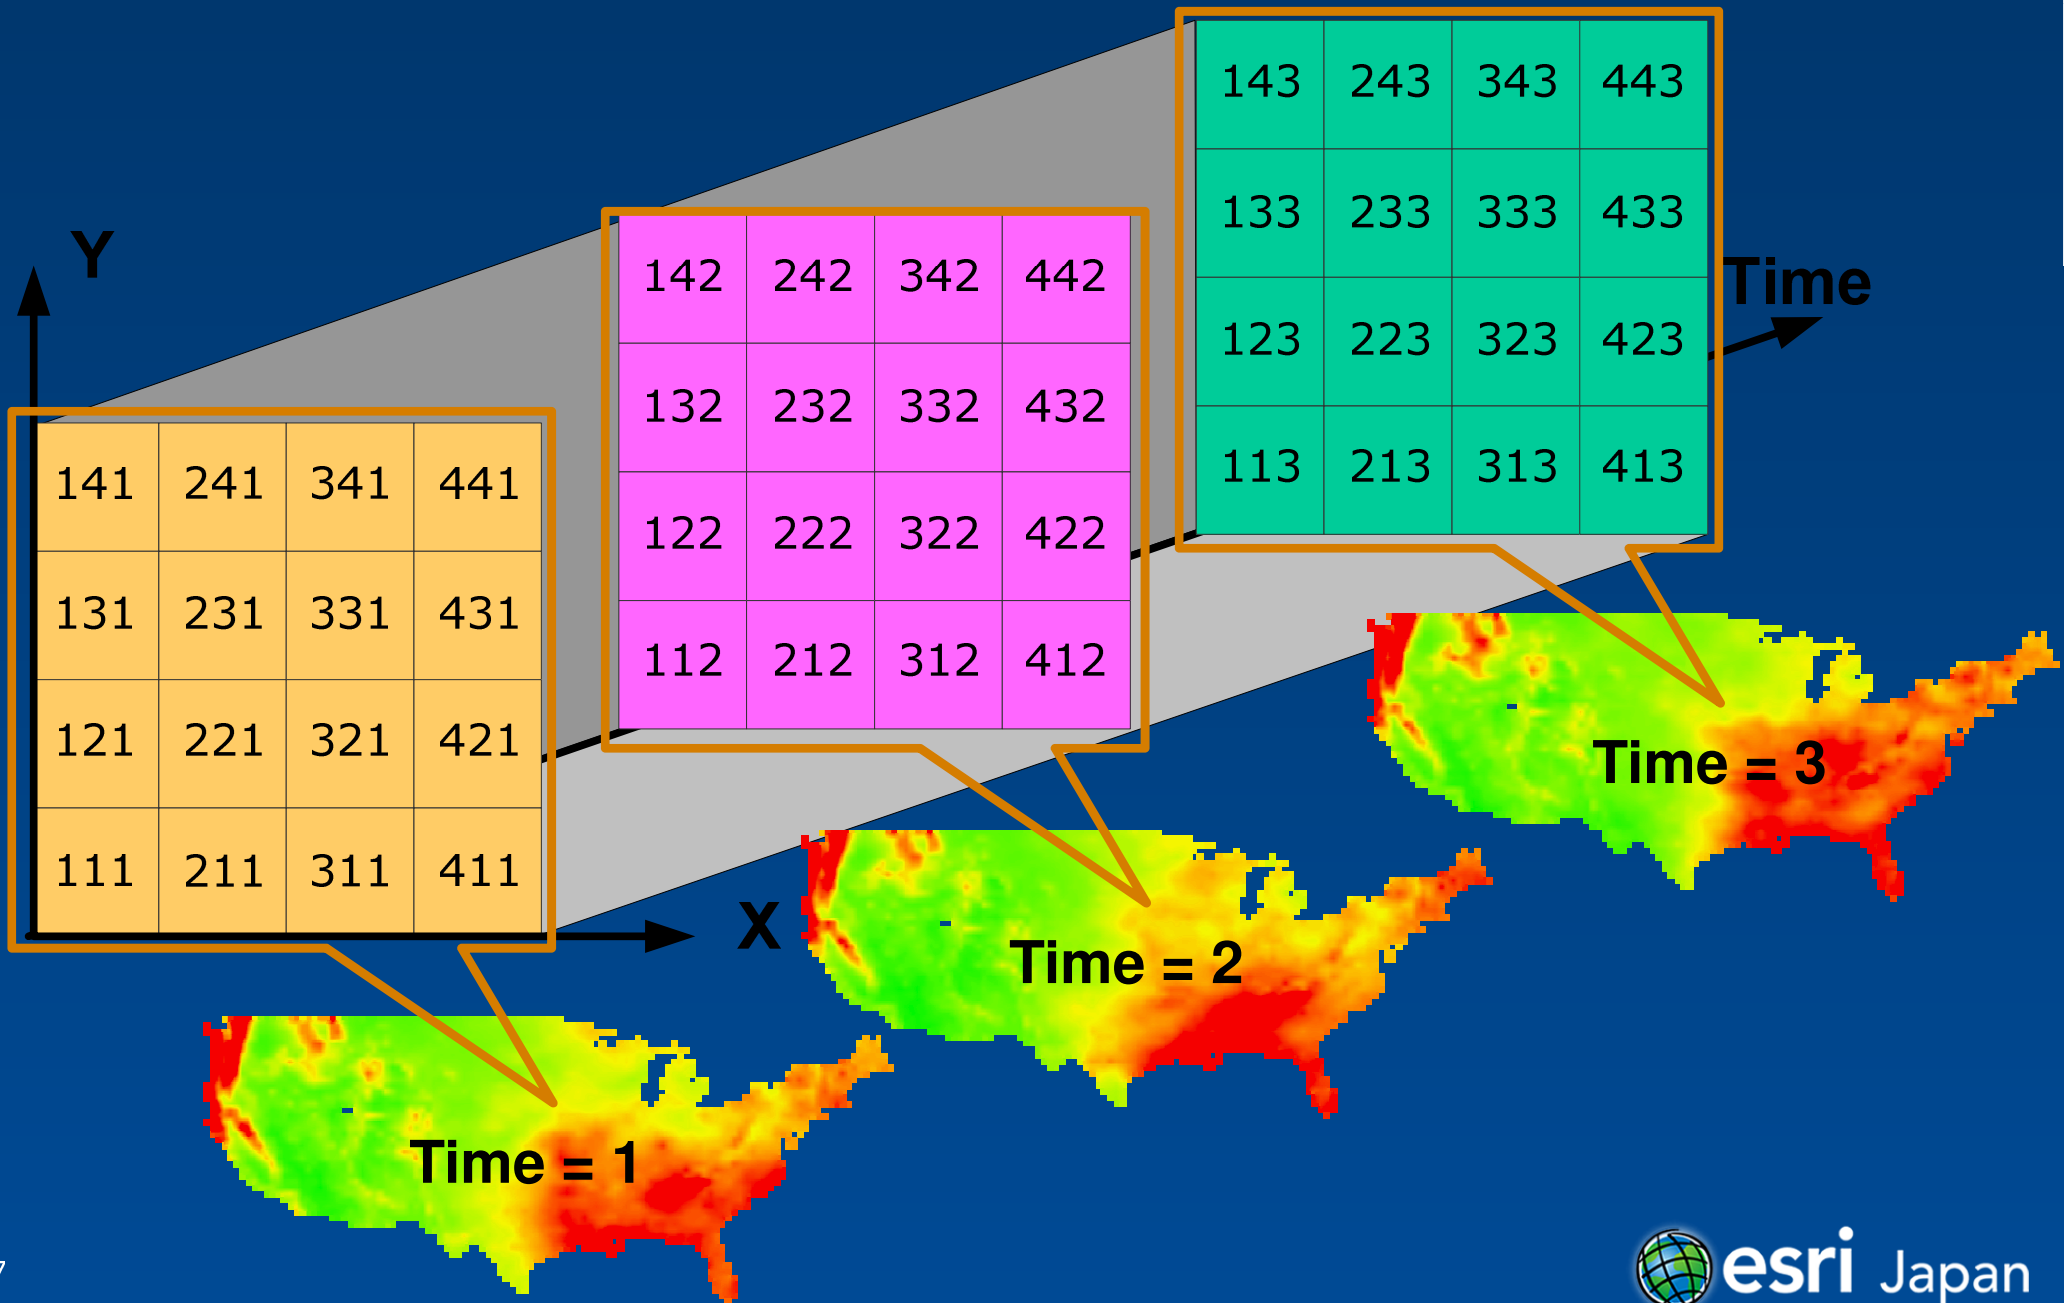 Y
141 241 341 441
131 231 331 431
121 221 321 421
111 211 311 411
142 242 342 442
132 232 332 432
122 222 322 422
112 212 312 412
143 243 343 443
133 233 333 433
123 223 323 423
113 213 313 413
Time
X
Time = 3
Time = 2
Time = 1
esri Japan